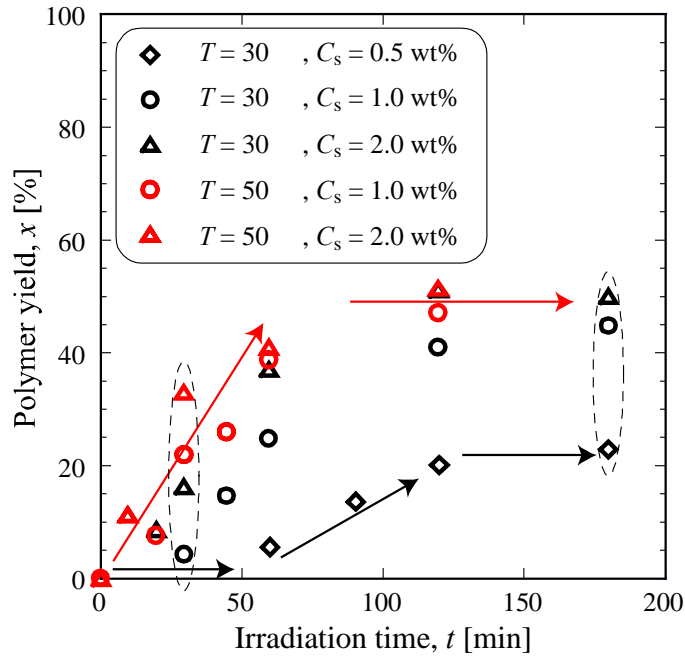 100
80
60
40
20
0
Polymer yield, x [%]
T = 30 , Cs = 0.5 wt%
T = 30 , Cs = 1.0 wt%
T = 30 , Cs = 2.0 wt%
T = 50 , Cs = 1.0 wt%
T = 50 , Cs = 2.0 wt%
0 50 100 150 200
Irradiation time, t [min]